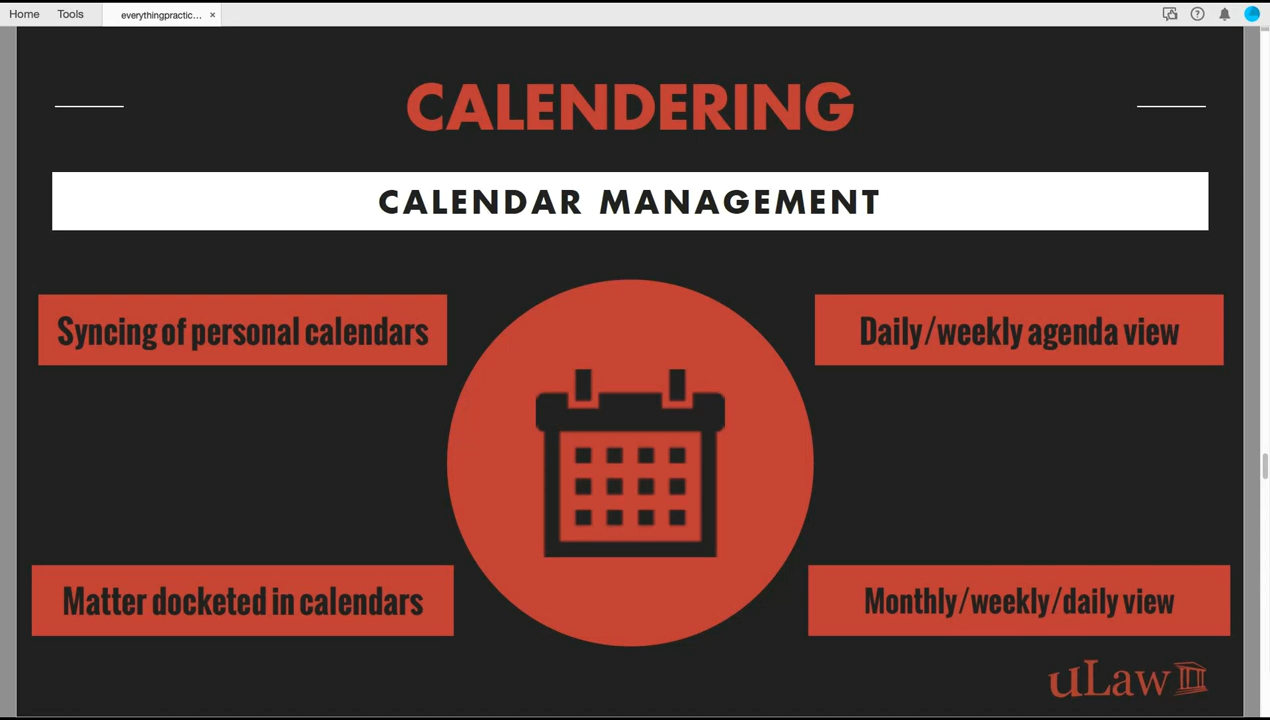 Home Tools everythingpractic... ×
CALENDERING
CALENDAR MANAGEMENT
Syncing of personal calendars
Daily/weekly agenda view
Matter docketed in calendars
Monthly/weekly/daily view
uLaw